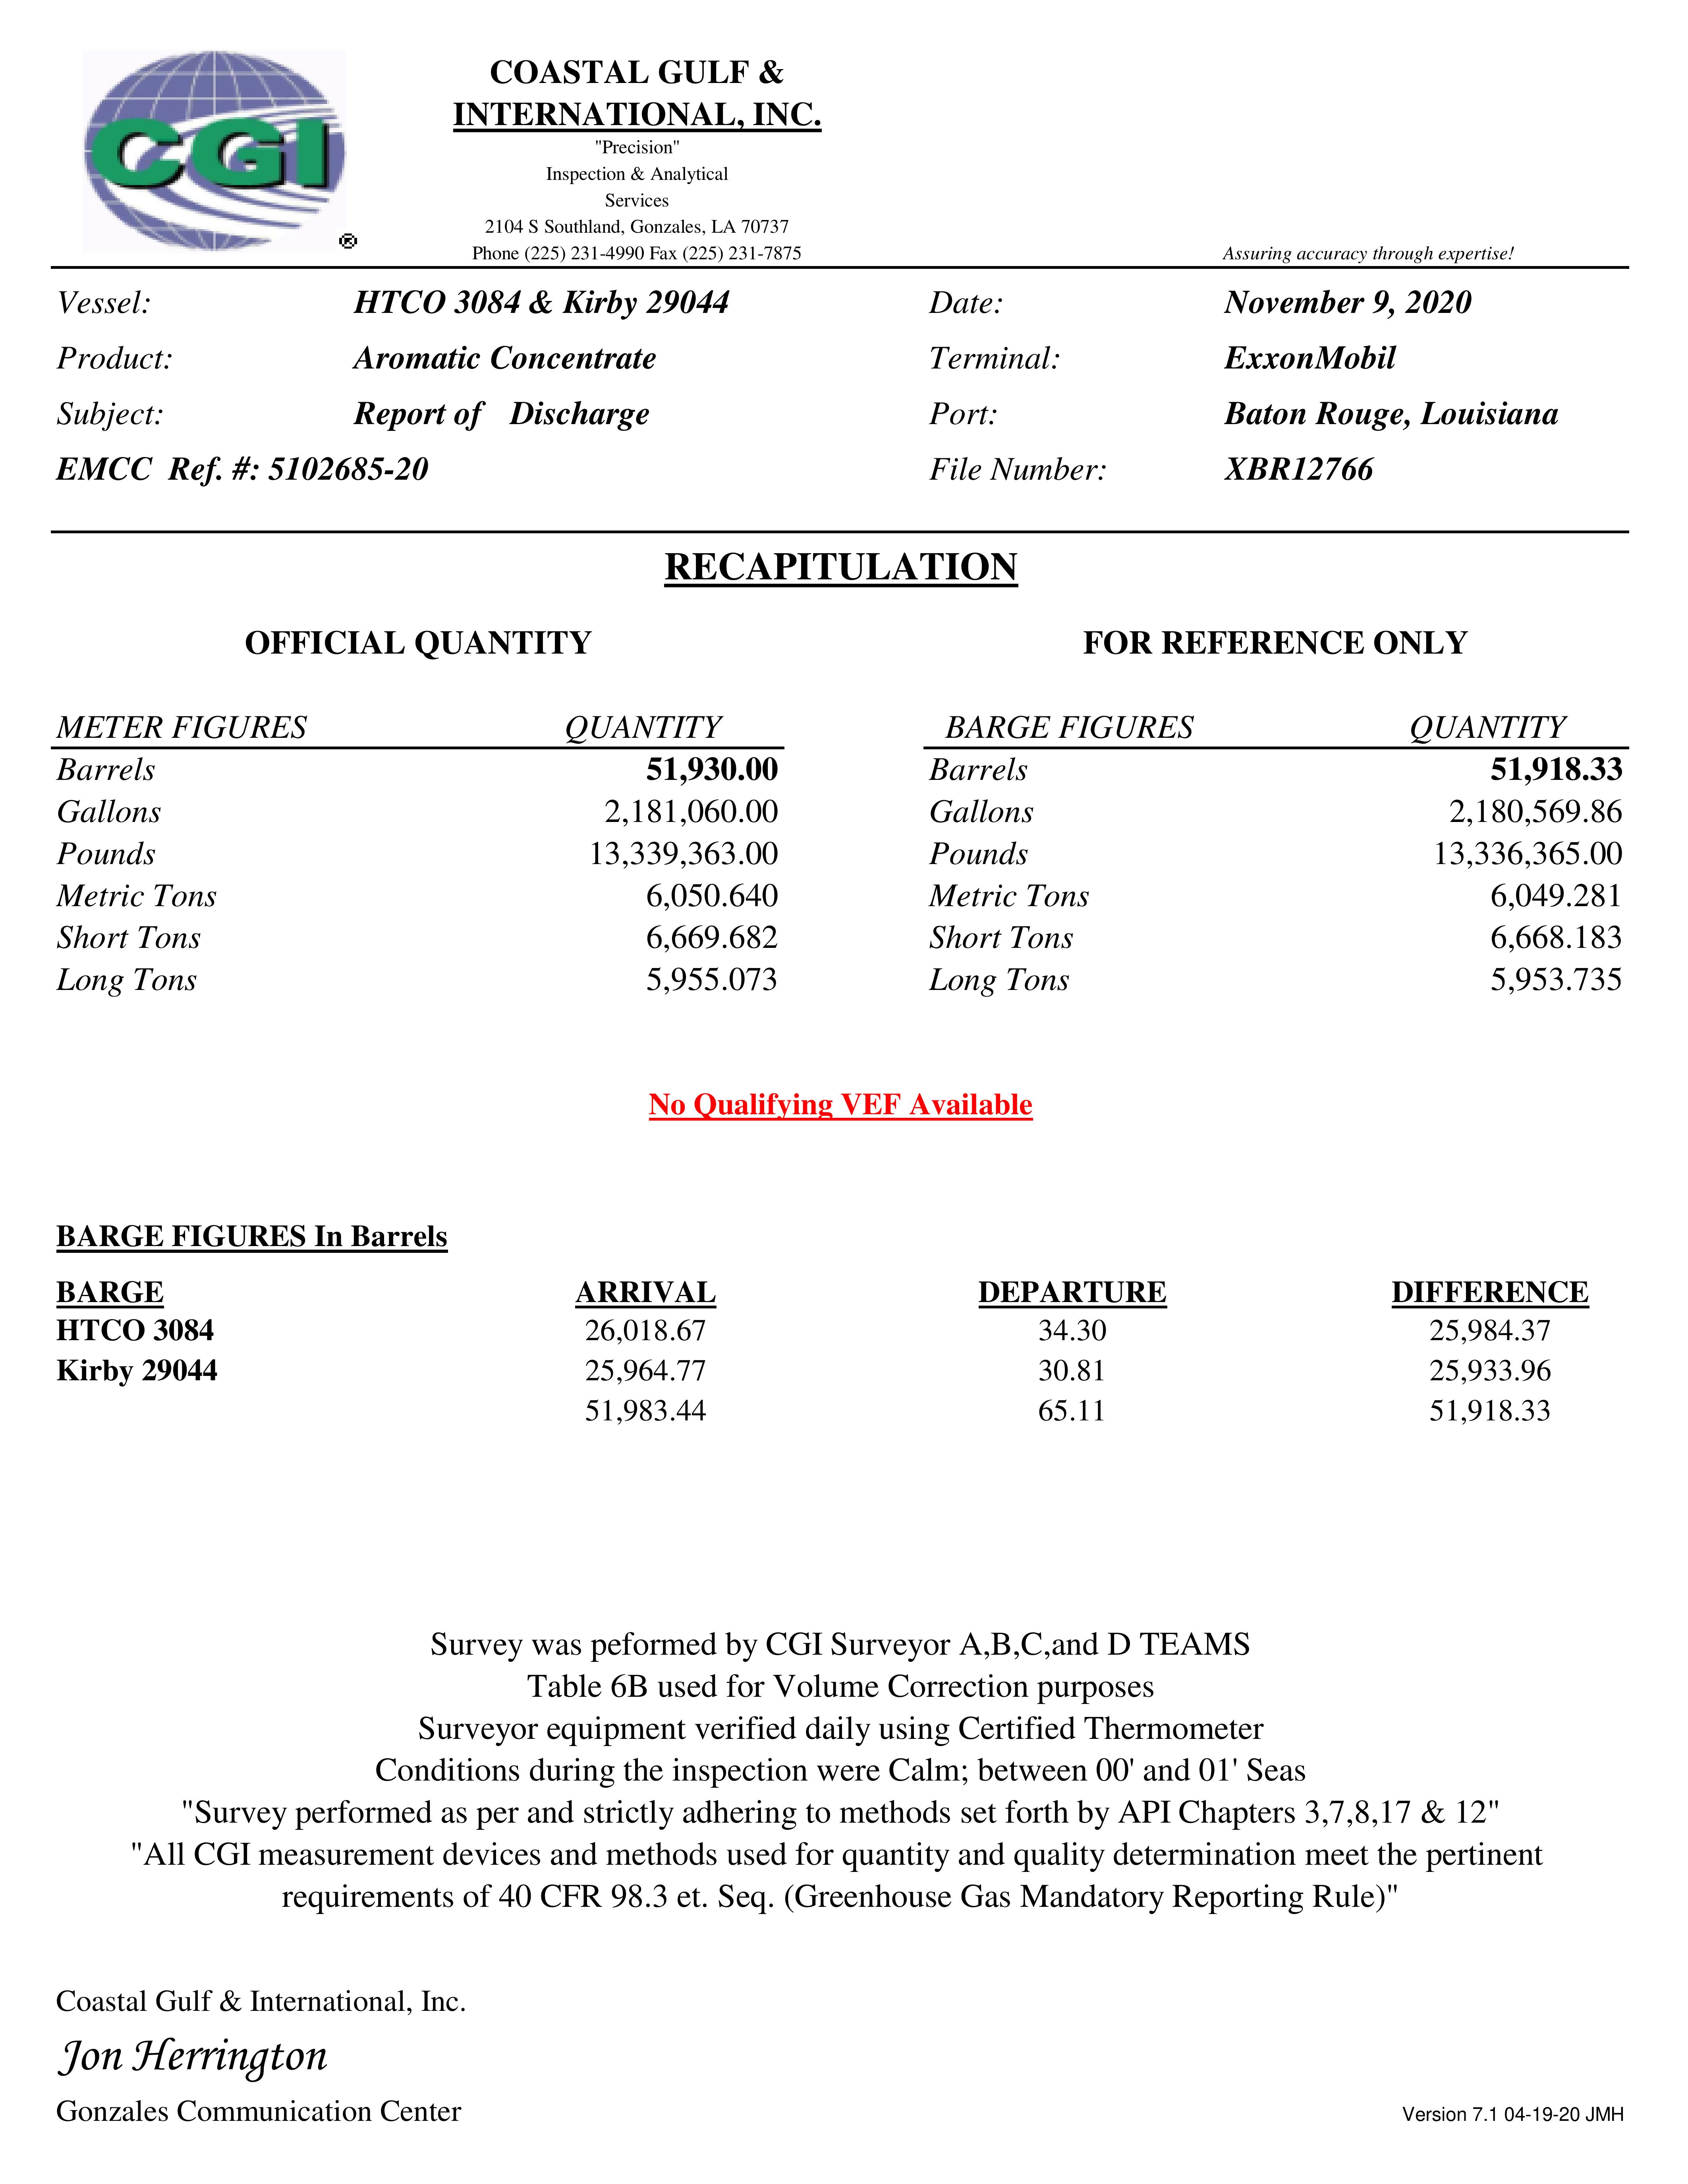 CGI
®
COASTAL GULF &
INTERNATIONAL, INC.
"Precision"
Inspection & Analytical
Services
2104 S Southland, Gonzales, LA 70737
Phone (225) 231-4990 Fax (225) 231-7875
Assuring accuracy through expertise!
Vessel: HTCO 3084 & Kirby 29044 Date: November 9, 2020
Product: Aromatic Concentrate Terminal: ExxonMobil
Subject: Report of Discharge Port: Baton Rouge, Louisiana
EMCC Ref. #: 5102685-20 File Number: XBR12766
RECAPITULATION
OFFICIAL QUANTITY FOR REFERENCE ONLY
METER FIGURES QUANTITY BARGE FIGURES QUANTITY
Barrels 51,930.00 Barrels 51,918.33
Gallons 2,181,060.00 Gallons 2,180,569.86
Pounds 13,339,363.00 Pounds 13,336,365.00
Metric Tons 6,050.640 Metric Tons 6,049.281
Short Tons 6,669.682 Short Tons 6,668.183
Long Tons 5,955.073 Long Tons 5,953.735
No Qualifying VEF Available
BARGE FIGURES In Barrels
BARGE ARRIVAL DEPARTURE DIFFERENCE
HTCO 3084 26,018.67 34.30 25,984.37
Kirby 29044 25,964.77 30.81 25,933.96
51,983.44 65.11 51,918.33
Survey was peformed by CGI Surveyor A,B,C,and D TEAMS
Table 6B used for Volume Correction purposes
Surveyor equipment verified daily using Certified Thermometer
Conditions during the inspection were Calm; between 00' and 01' Seas
"Survey performed as per and strictly adhering to methods set forth by API Chapters 3,7,8,17 & 12"
"All CGI measurement devices and methods used for quantity and quality determination meet the pertinent
requirements of 40 CFR 98.3 et. Seq. (Greenhouse Gas Mandatory Reporting Rule)"
Coastal Gulf & International, Inc.
Jon Herrington
Gonzales Communication Center
Version 7.1 04-19-20 JMH